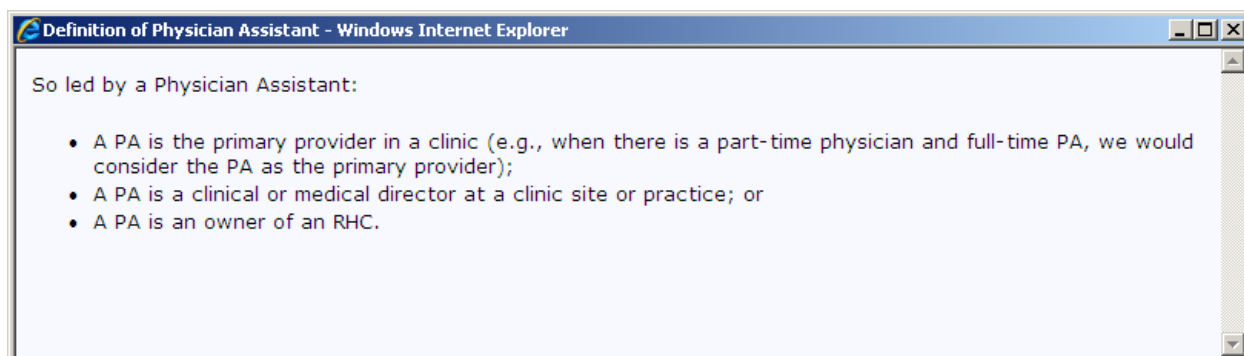 Definition of Physician Assistant - Windows Internet Explorer
So led by a Physician Assistant:
• A PA is the primary provider in a clinic (e.g., when there is a part-time physician and full-time PA, we would
consider the PA as the primary provider);
• A PA is a clinical or medical director at a clinic site or practice; or
• A PA is an owner of an RHC.